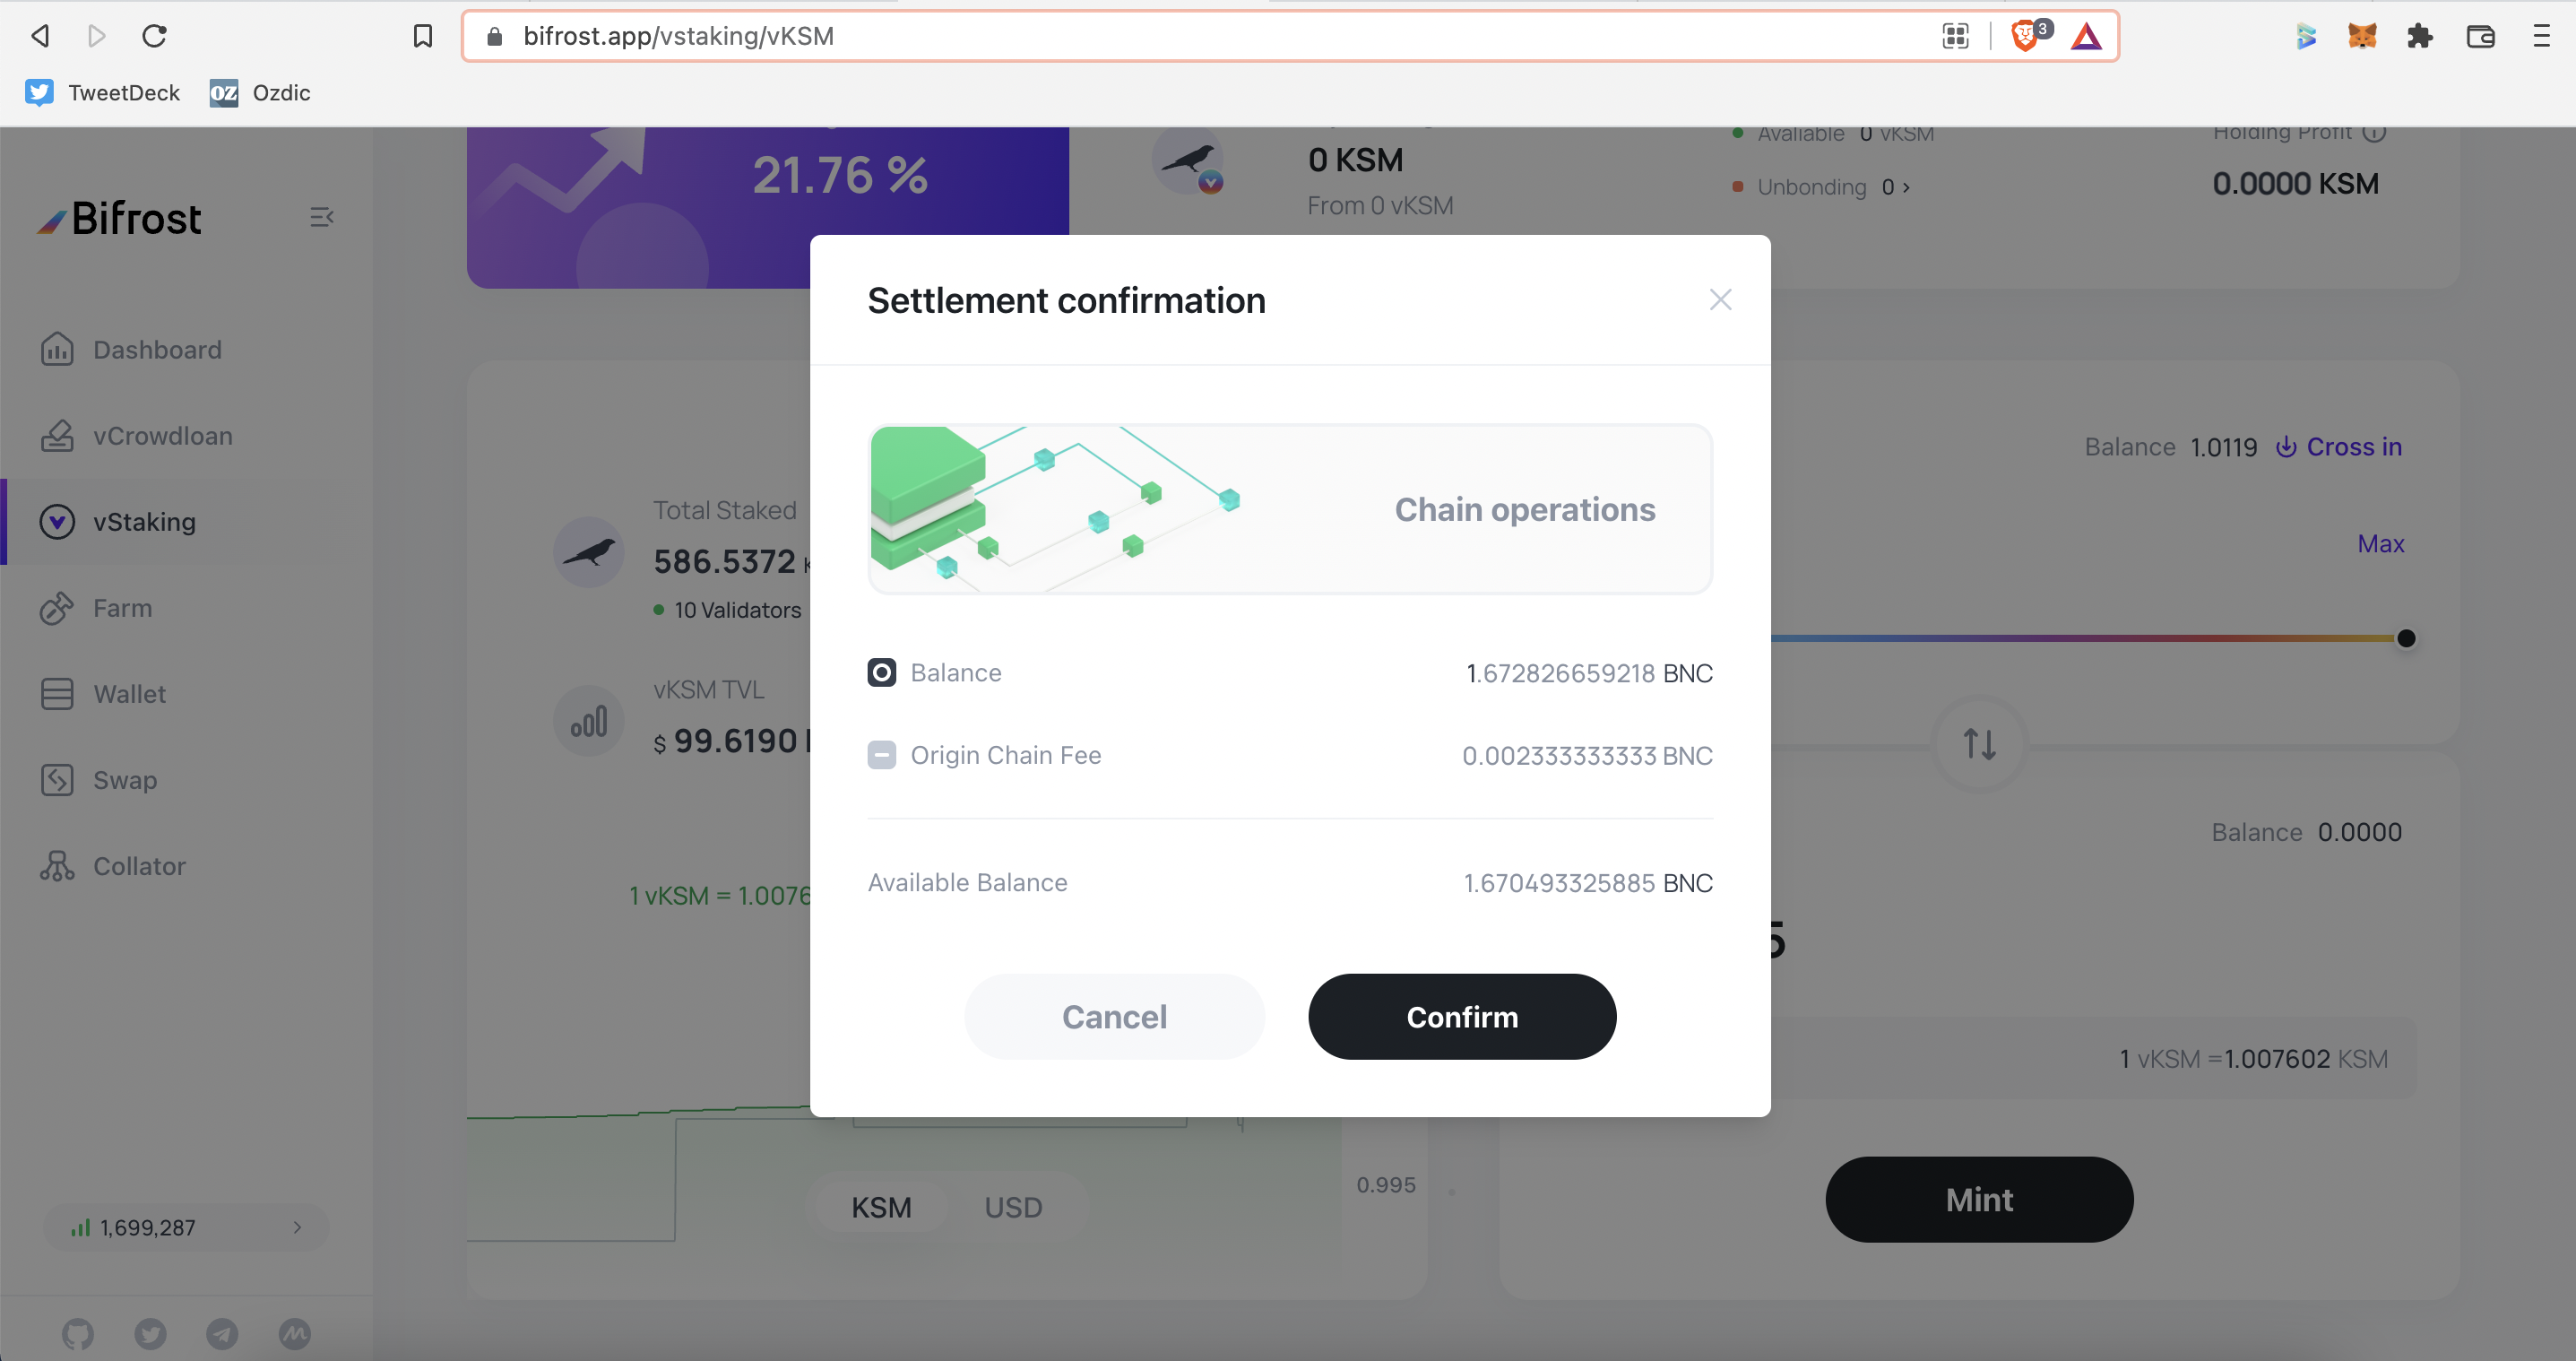 bifrost.app/vstaking/vKSM
3
TweetDeck
Ozdic
Bifrost
Dashboard
vCrowdloan
vStaking
Farm
Wallet
Swap
Collator
1,699,287
21.76 %
0 KSM
From 0 vKSM
Available 0 vKSM
Unbonding 0
Holding Profit
0.0000 KSM
Total Staked
586.5372
10 Validators
vKSM TVL
$ 99.6190
1 vKSM = 1.0076
KSM USD
0.995
Settlement confirmation
Chain operations
Balance 1.672826659218 BNC
Origin Chain Fee 0.002333333333 BNC
Available Balance 1.670493325885 BNC
Cancel Confirm
Balance 1.0119 Cross in
Max
Balance 0.0000
5
1 vKSM =1.007602 KSM
Mint